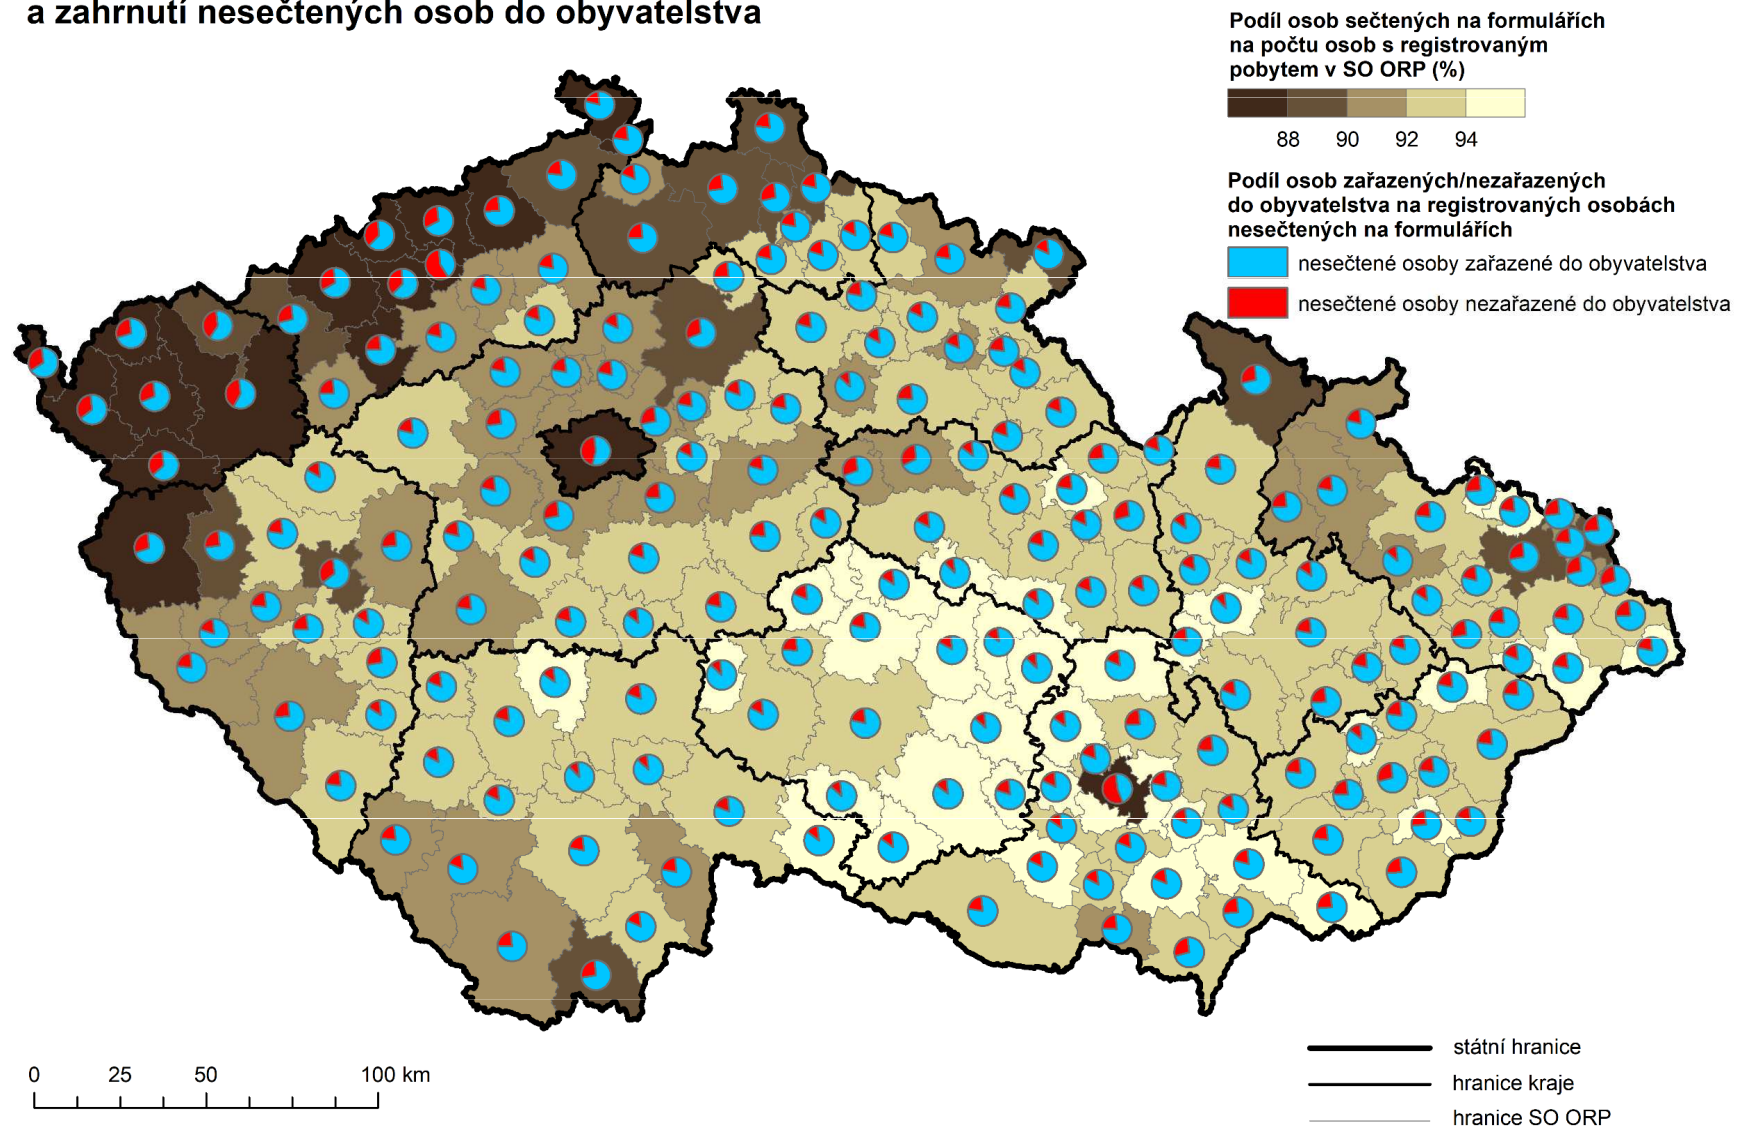 a zahrnutí nesečtených osob do obyvatelstva
Podíl osob sečtených na formulářích
na počtu osob s registrovaným
pobytem v SO ORP (%)
88 90 92 94
Podíl osob zařazených/nezařazených
do obyvatelstva na registrovaných osobách
nesečtených na formulářích
nesečtené osoby zařazené do obyvatelstva
nesečtené osoby nezařazené do obyvatelstva
0 25 50 100 km
státní hranice
hranice kraje
hranice SO ORP